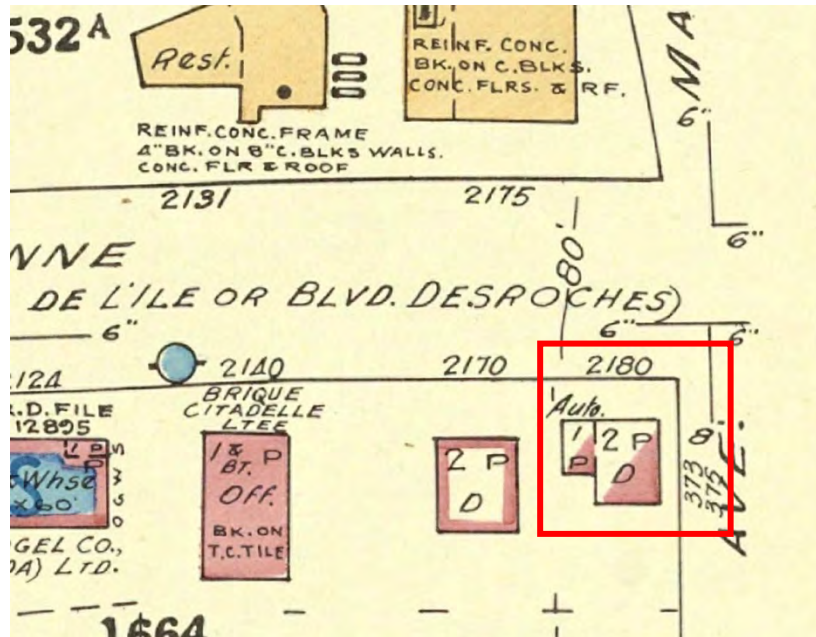 532A
Rest.
REINF. CONC.
BK. ON C. BLKS.
CONC. FLRS. & RF.
MA
6"
REINF. CONC. FRAME
4" BK. ON 8" C. BLKS WALLS.
CONC. FLR & ROOF
2131
2175
6"
NNE
80'
DE L'ILE OR BLVD. DESROCHES)
6"
6"
6"
2140
2170
2180
BRIQUE
CITADELLE
LTEE
.D. FILE
12895
Auto.
1 P
2 P
D
8
373
375
AVE.
1 & BT. P
OFF.
BK. ON
T.C. TILE
2 P
D
Whse
x 60'
GEL CO.,
DA) LTD.
1664